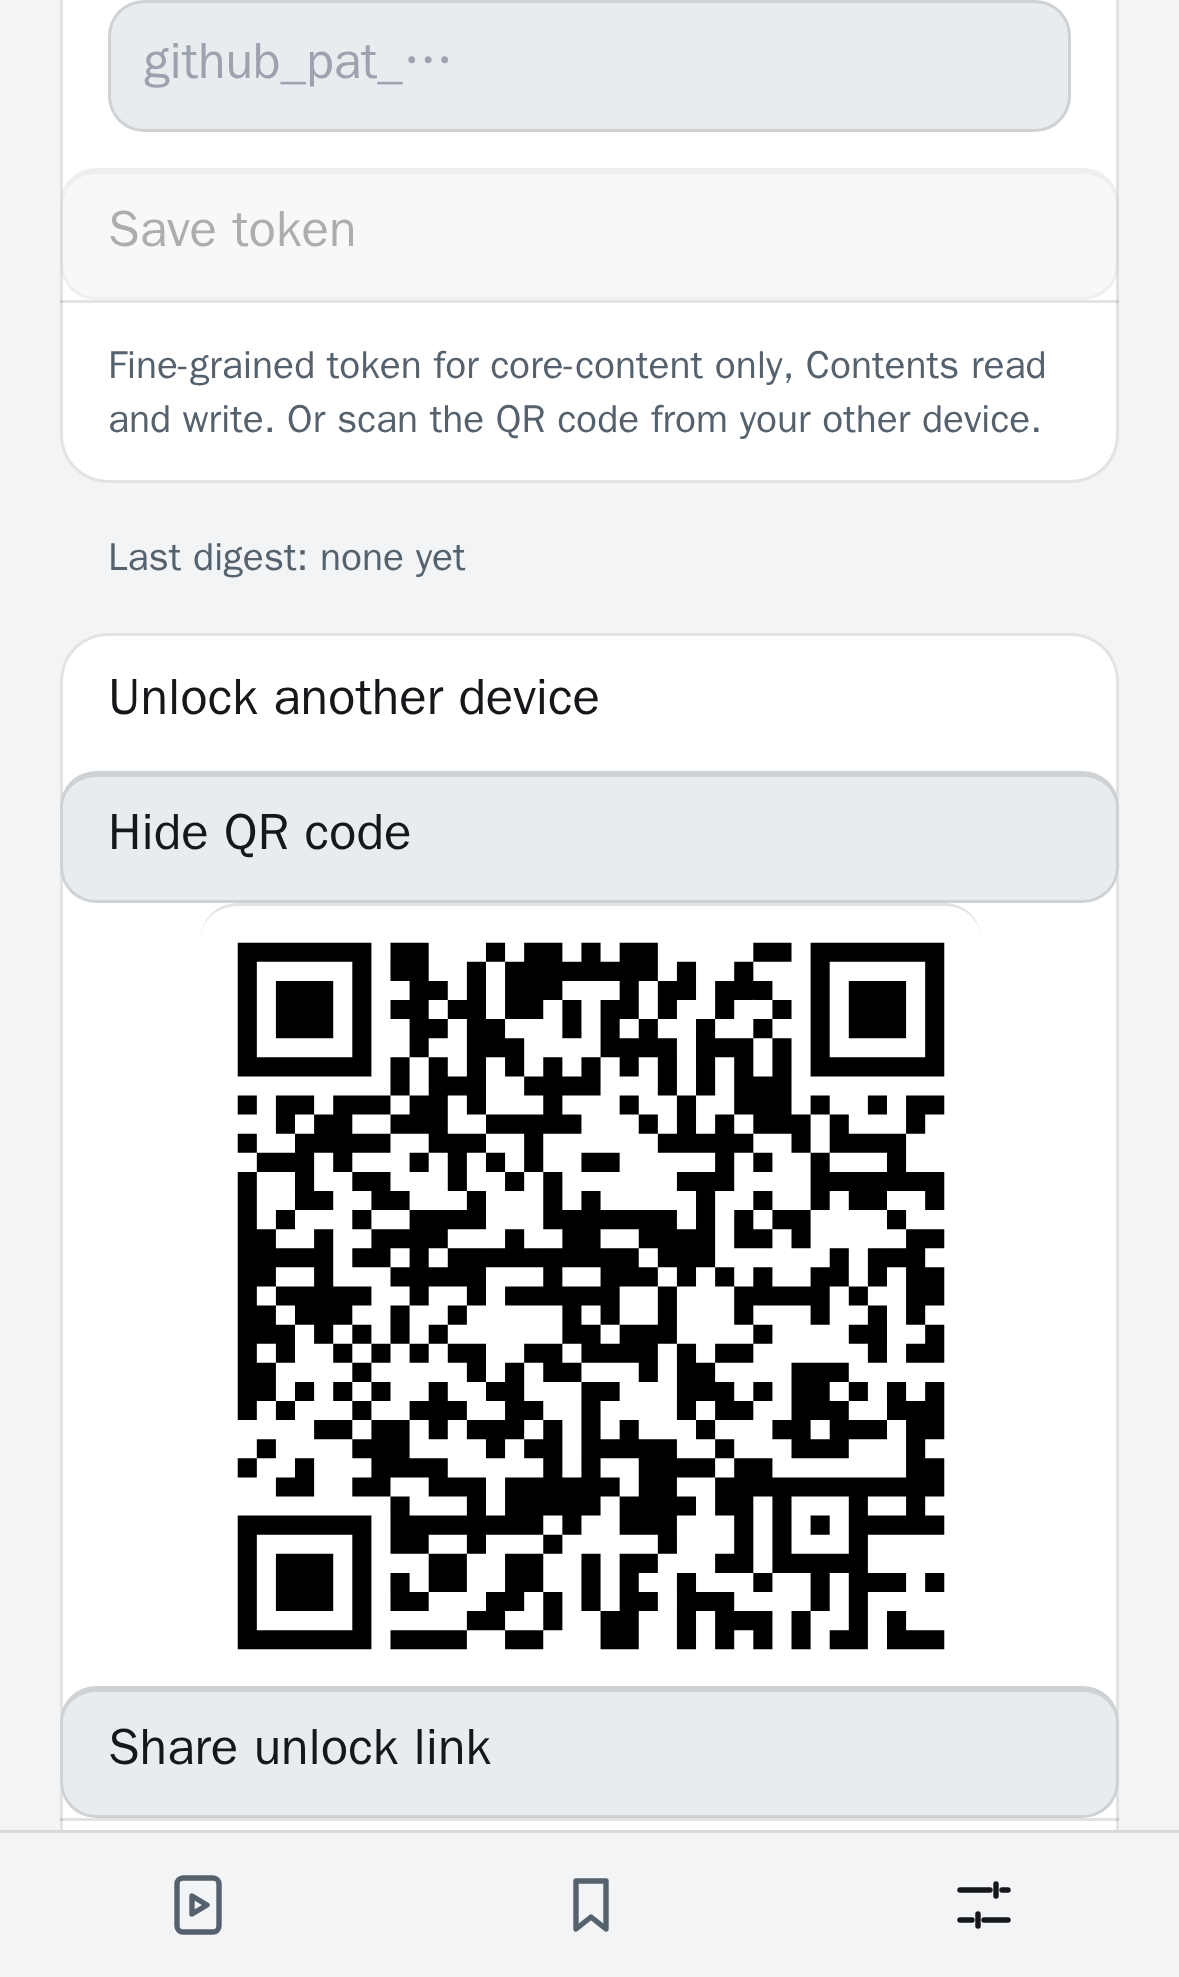 github_pat_···
Save token
Fine-grained token for core-content only, Contents read
and write. Or scan the QR code from your other device.
Last digest: none yet
Unlock another device
Hide QR code
Share unlock link